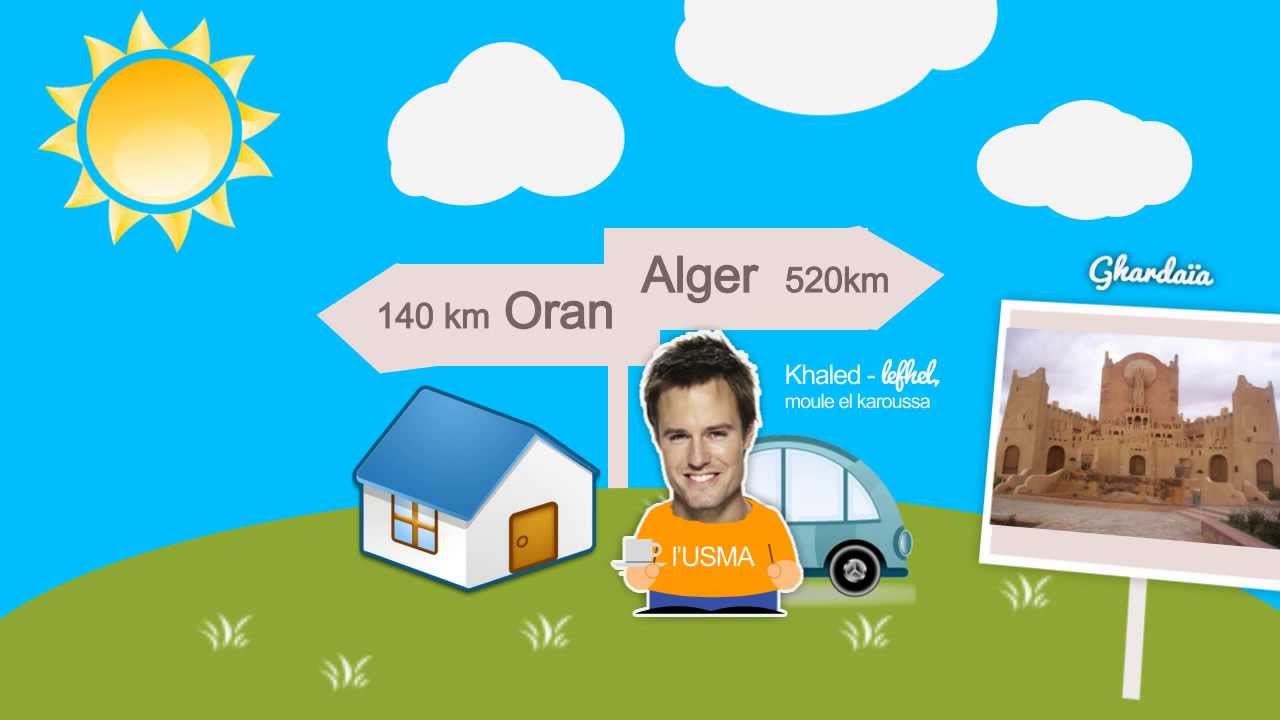 Alger 520km
140 km Oran
Ghardaïa
Khaled - lefhel,
moule el karoussa
l'USMA